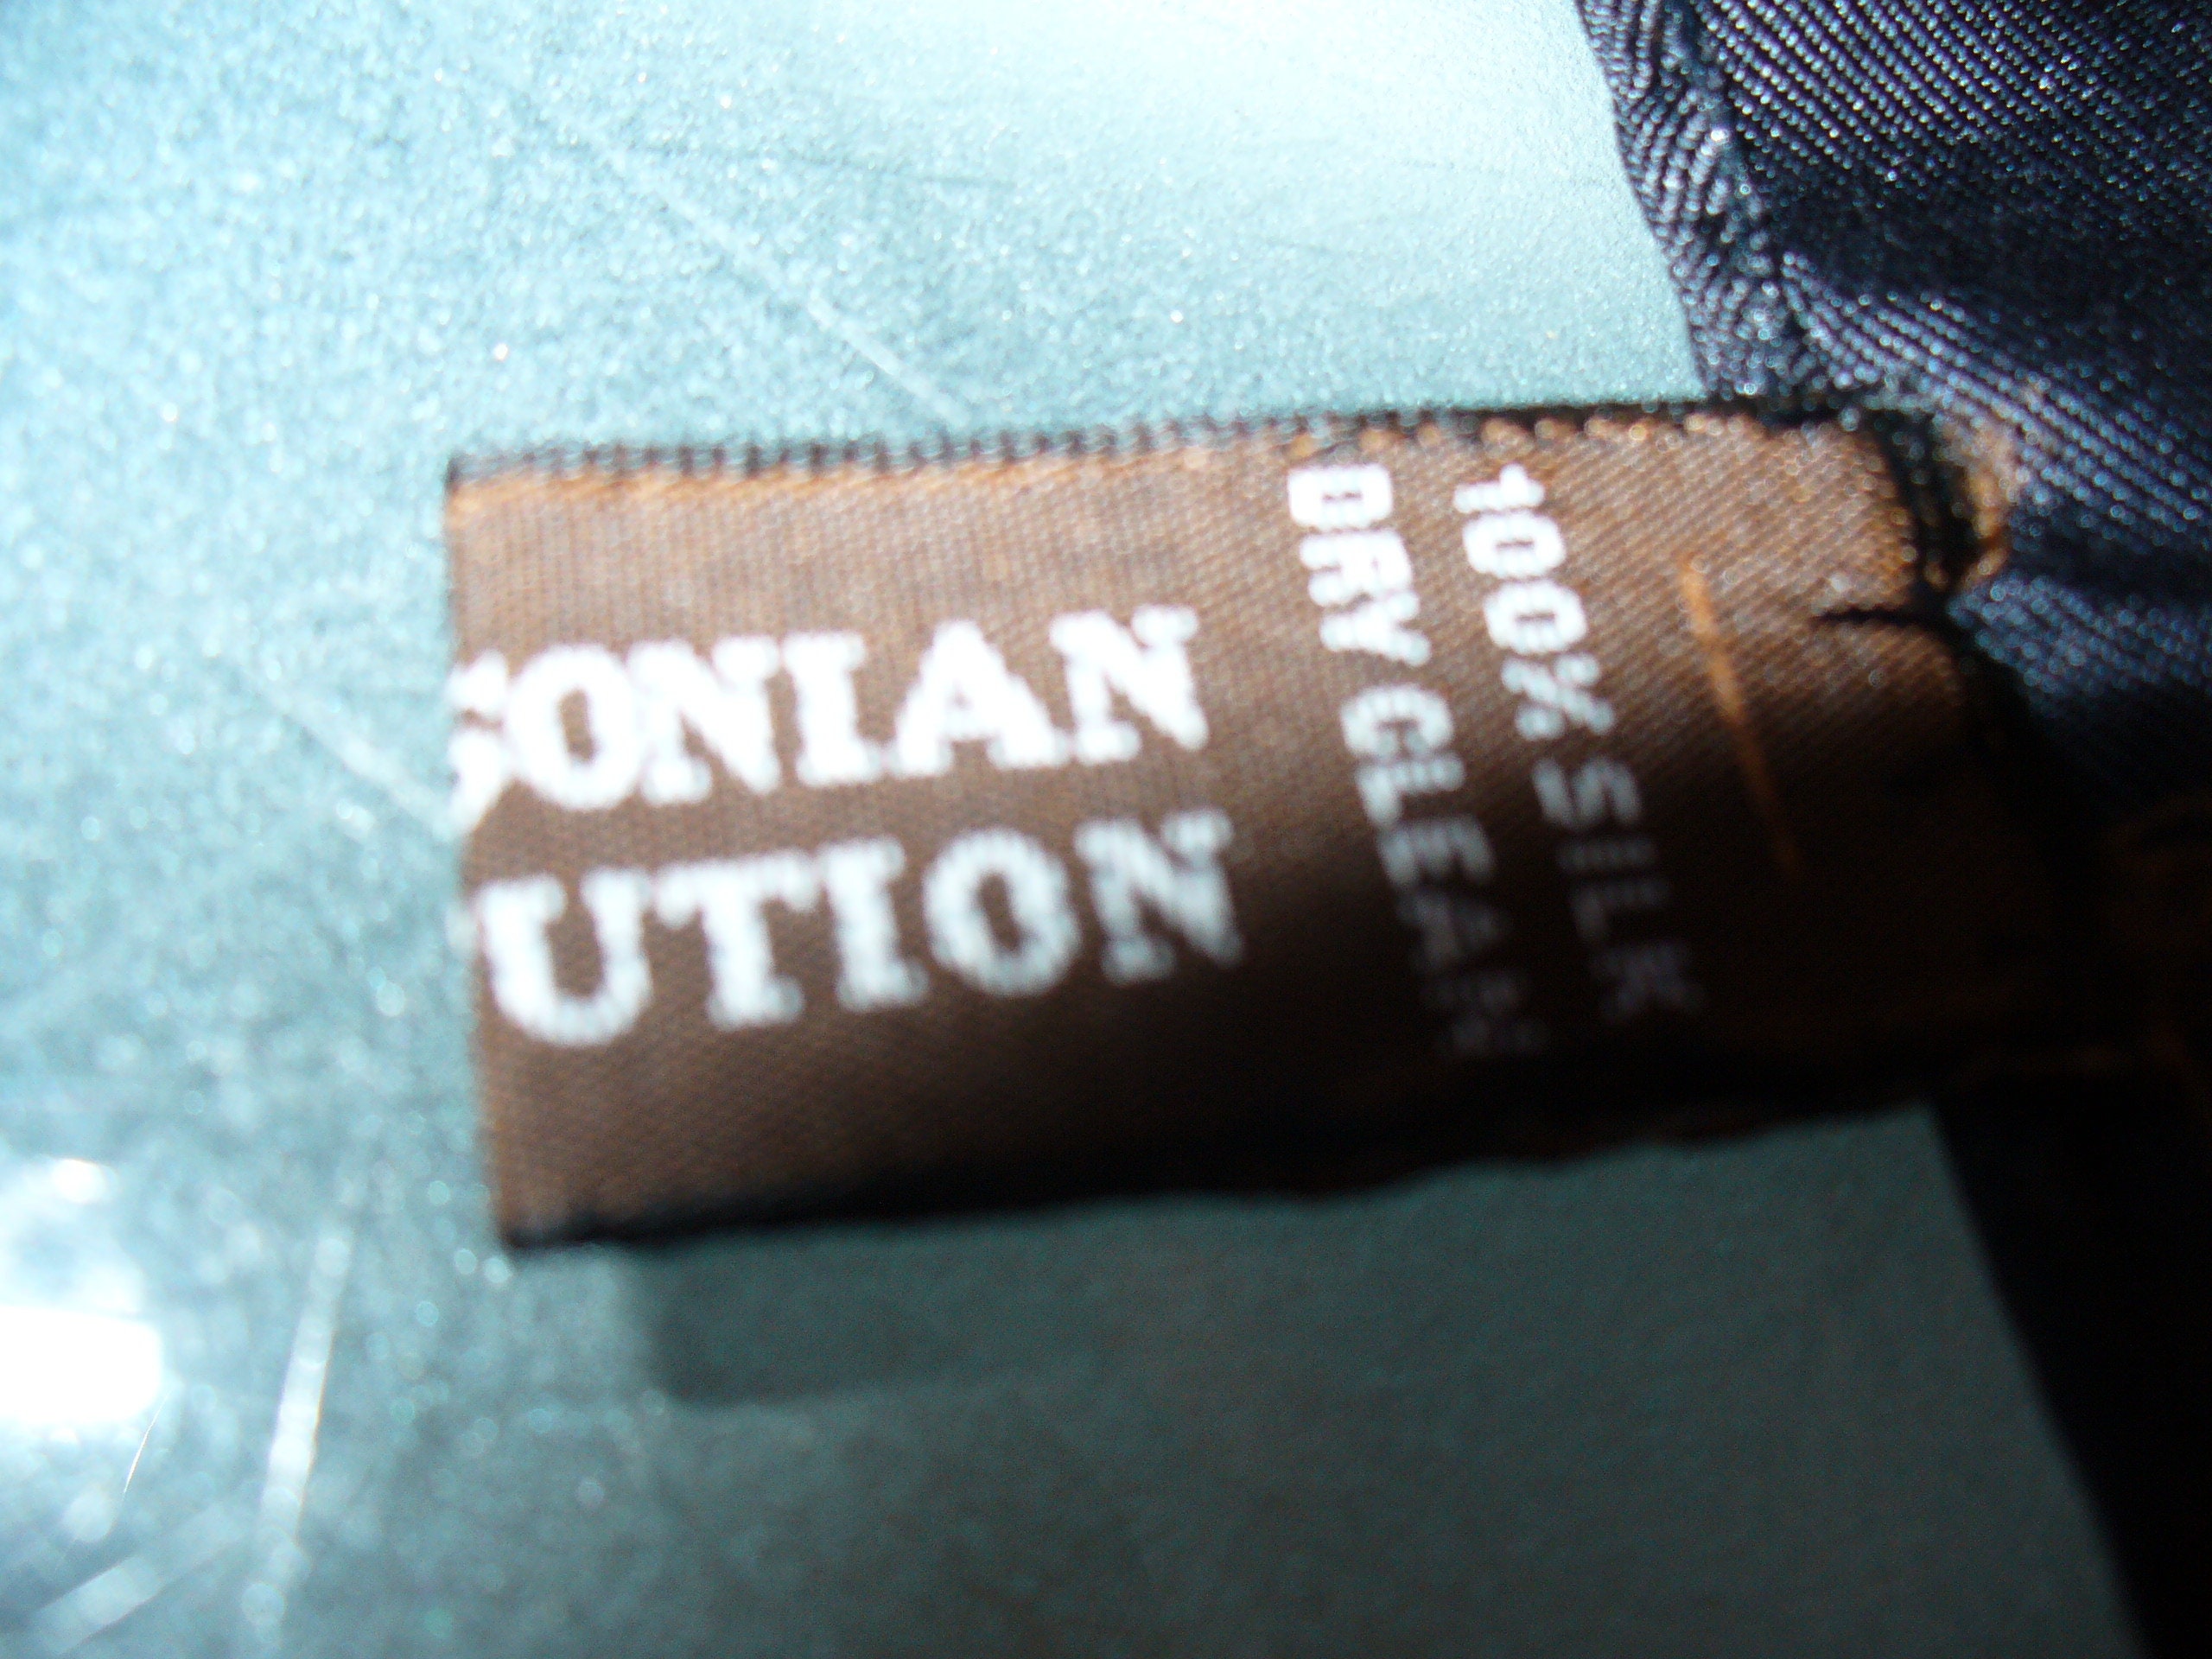 SONIAN
UTION
100% SILK
DRY CLEAN